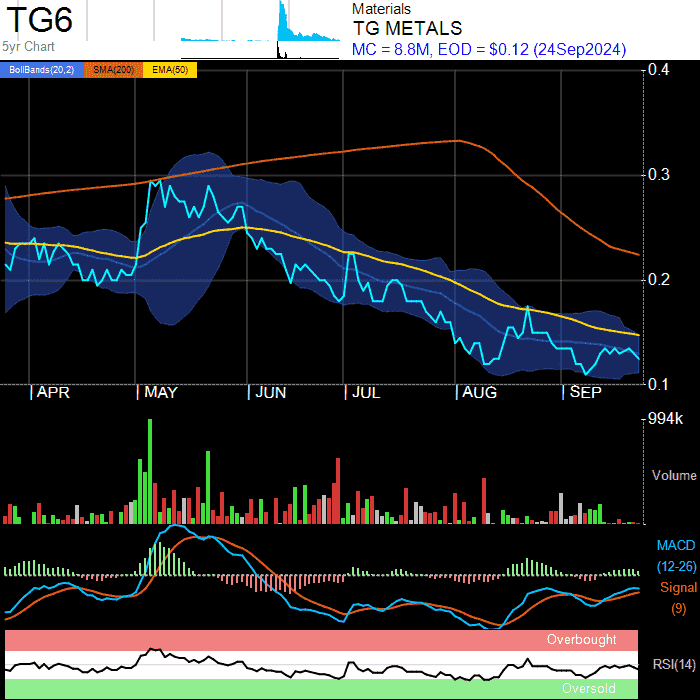 TG6
5yr Chart
Materials
TG METALS
MC = 8.8M, EOD = $0.12 (24Sep2024)
BollBands(20,2) SMA(200) EMA(50)
0.4
0.3
0.2
0.1
APR MAY JUN JUL AUG SEP
994k
Volume
MACD
(12-26)
Signal
(9)
Overbought
RSI(14)
Oversold